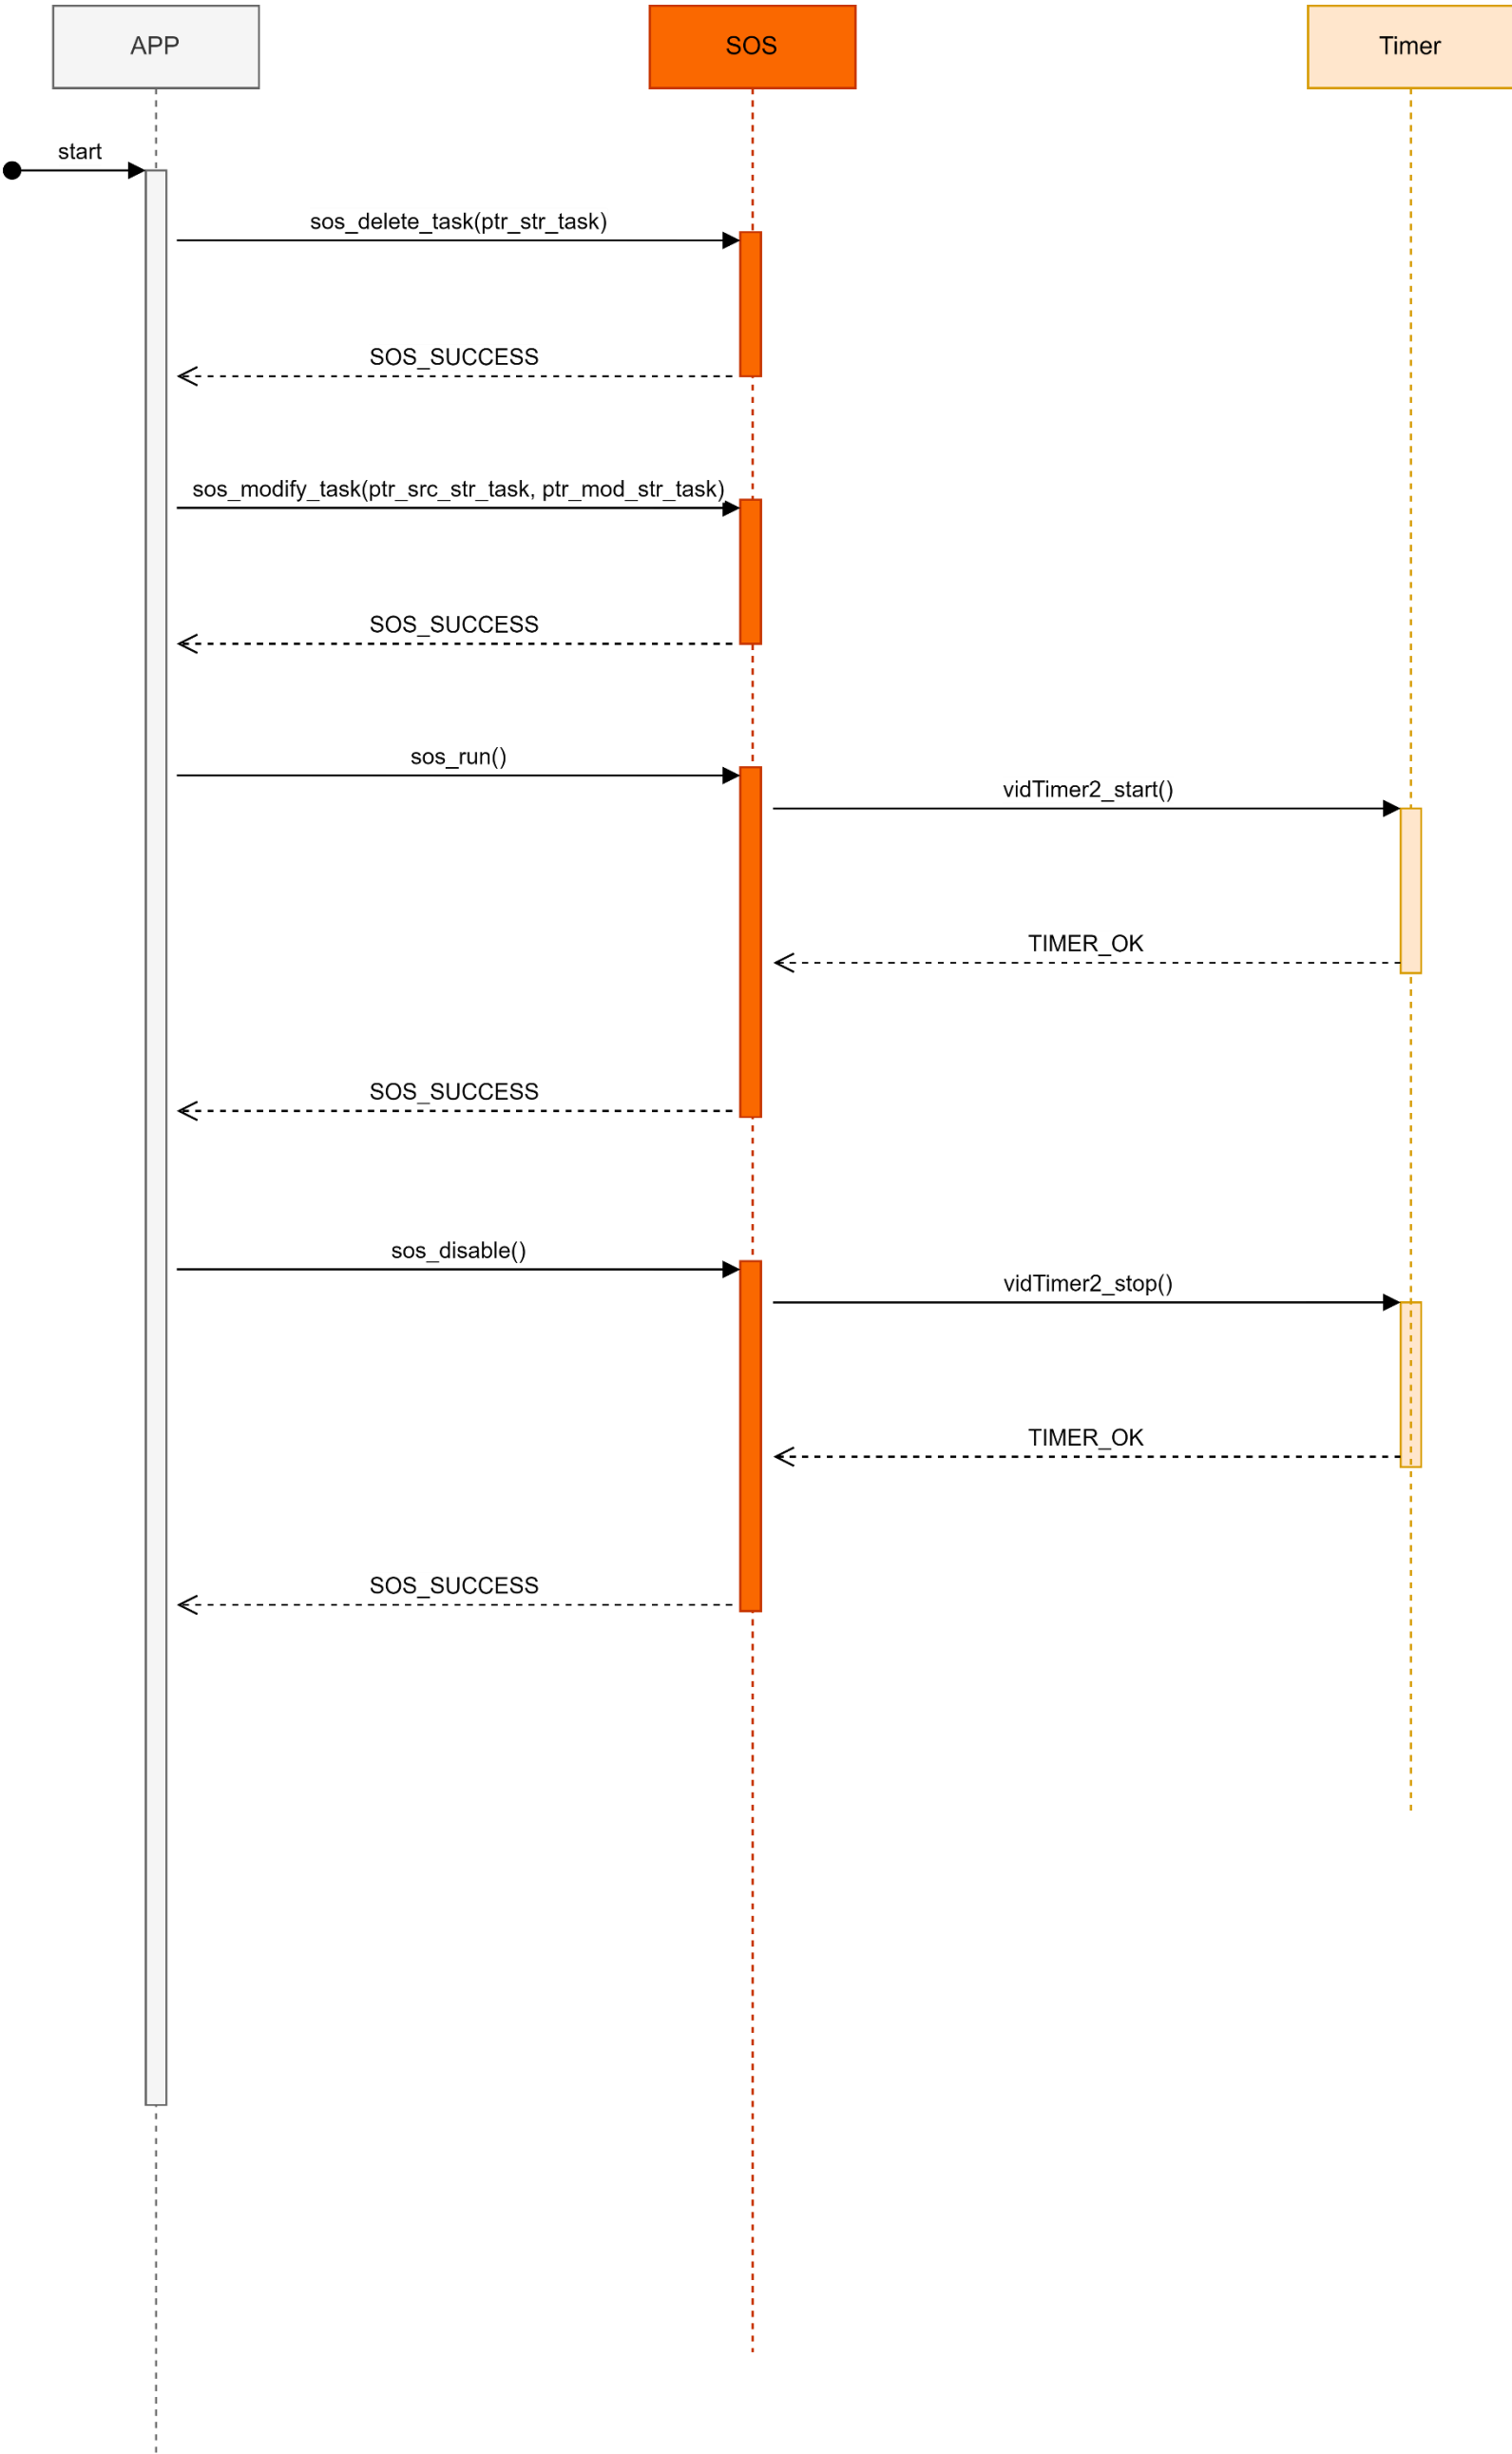 APP
SOS
Timer
start
sos_delete_task(ptr_str_task)
SOS_SUCCESS
sos_modify_task(ptr_src_str_task, ptr_mod_str_task)
SOS_SUCCESS
sos_run()
vidTimer2_start()
TIMER_OK
SOS_SUCCESS
sos_disable()
vidTimer2_stop()
TIMER_OK
SOS_SUCCESS